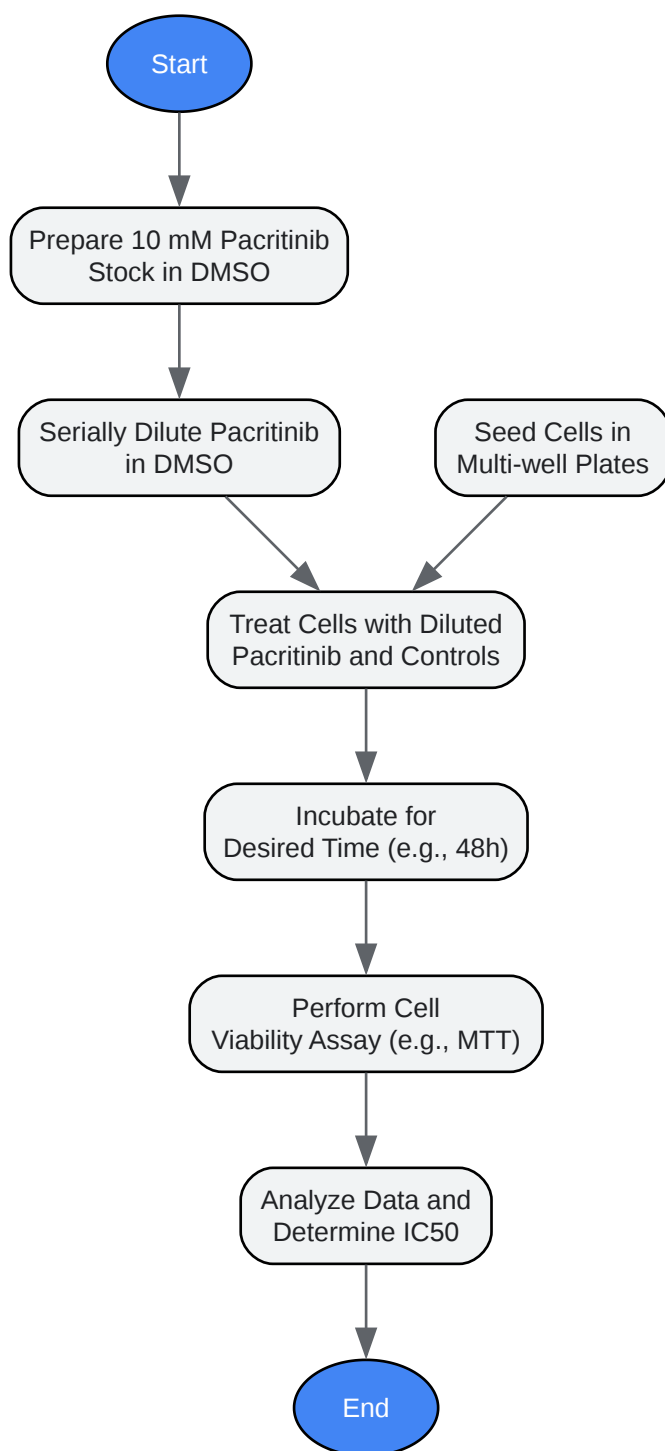 Start
Prepare 10 mM Pacritinib
Stock in DMSO
Serially Dilute Pacritinib
in DMSO
Seed Cells in
Multi-well Plates
Treat Cells with Diluted
Pacritinib and Controls
Incubate for
Desired Time (e.g., 48h)
Perform Cell
Viability Assay (e.g., MTT)
Analyze Data and
Determine IC50
End